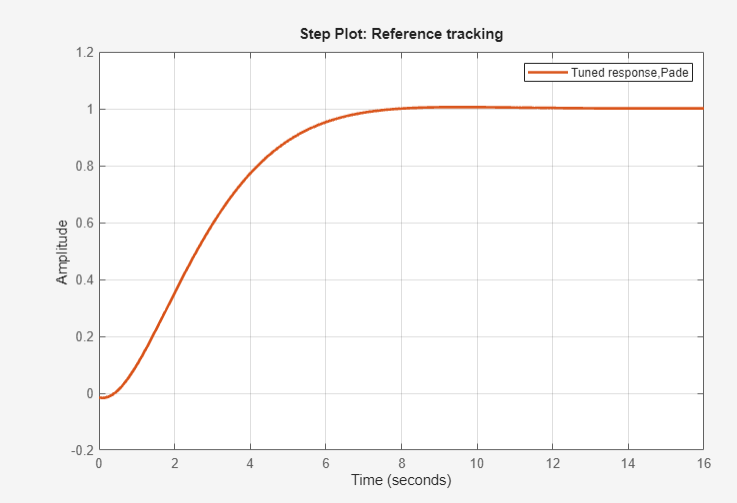 Step Plot: Reference tracking
1.2
Tuned response,Pade
1
0.8
0.6
0.4
0.2
0
-0.2
Amplitude
0 2 4 6 8 10 12 14 16
Time (seconds)